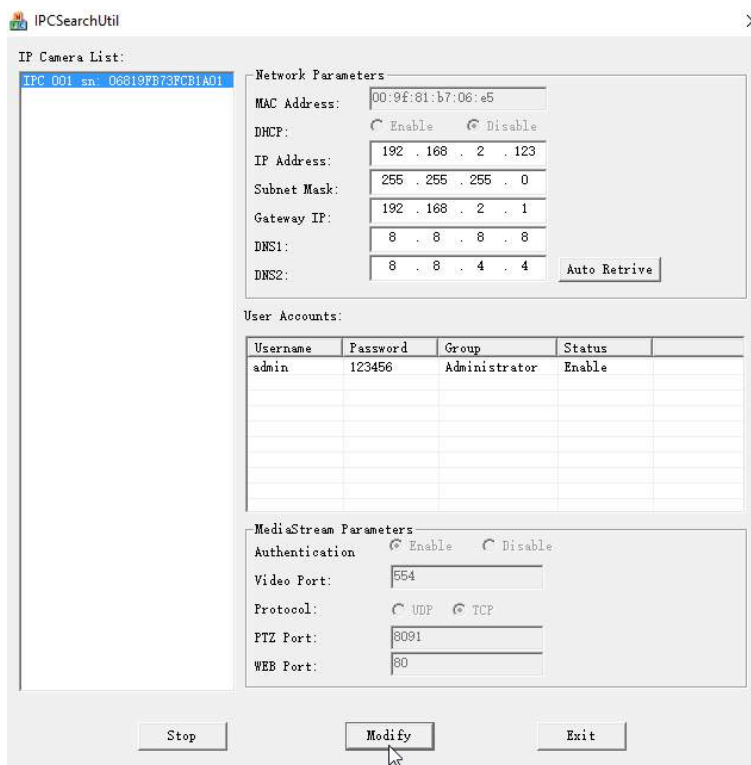 IPCSearchUtil
IP Camera List:
IPC 001 sn: 06819FB73FCB1A01
Network Parameters
MAC Address: 00:9f:81:b7:06:e5
DHCP: Enable Disable
IP Address: 192 . 168 . 2 . 123
Subnet Mask: 255 . 255 . 255 . 0
Gateway IP: 192 . 168 . 2 . 1
DNS1: 8 . 8 . 8 . 8
DNS2: 8 . 8 . 4 . 4 Auto Retrive
User Accounts:
Username Password Group Status
admin 123456 Administrator Enable
MediaStream Parameters
Authentication Enable Disable
Video Port: 554
Protocol: UDP TCP
PTZ Port: 8091
WEB Port: 80
Stop Modify Exit